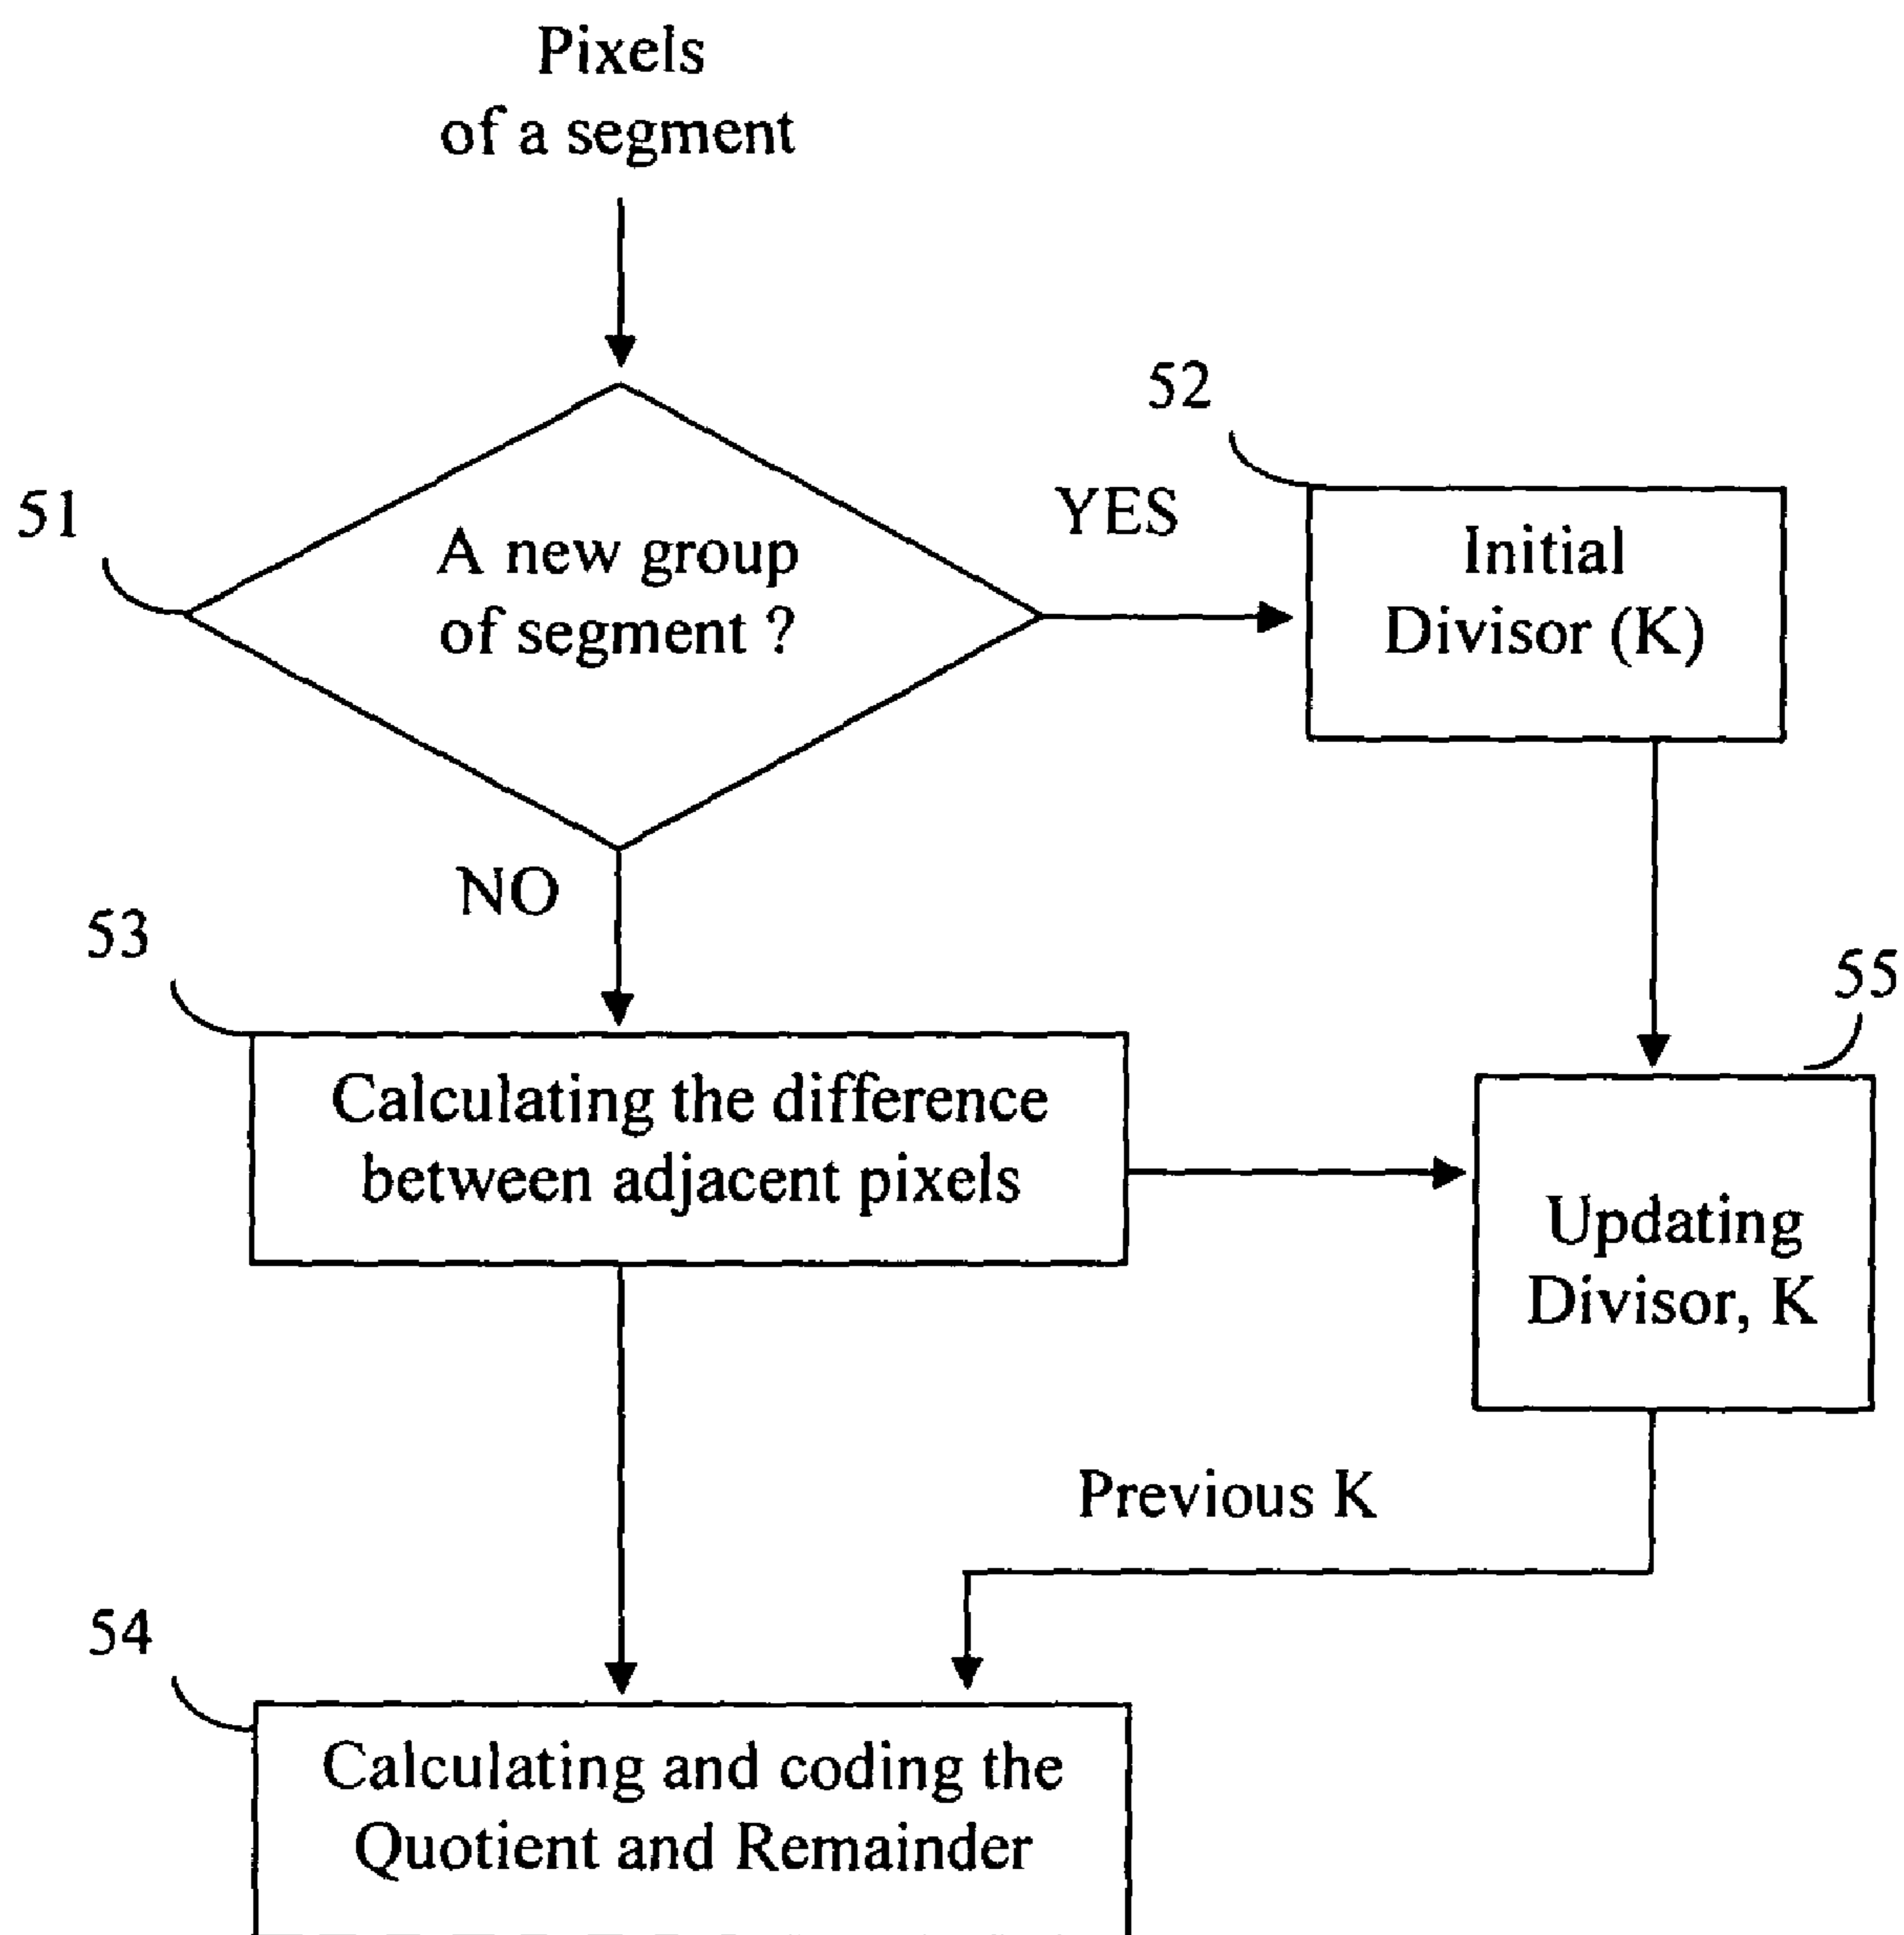 Pixels
of a segment
52
51
YES
A new group
of segment ?
Initial
Divisor (K)
NO
53
55
Calculating the difference
between adjacent pixels
Updating
Divisor, K
Previous K
54
Calculating and coding the
Quotient and Remainder